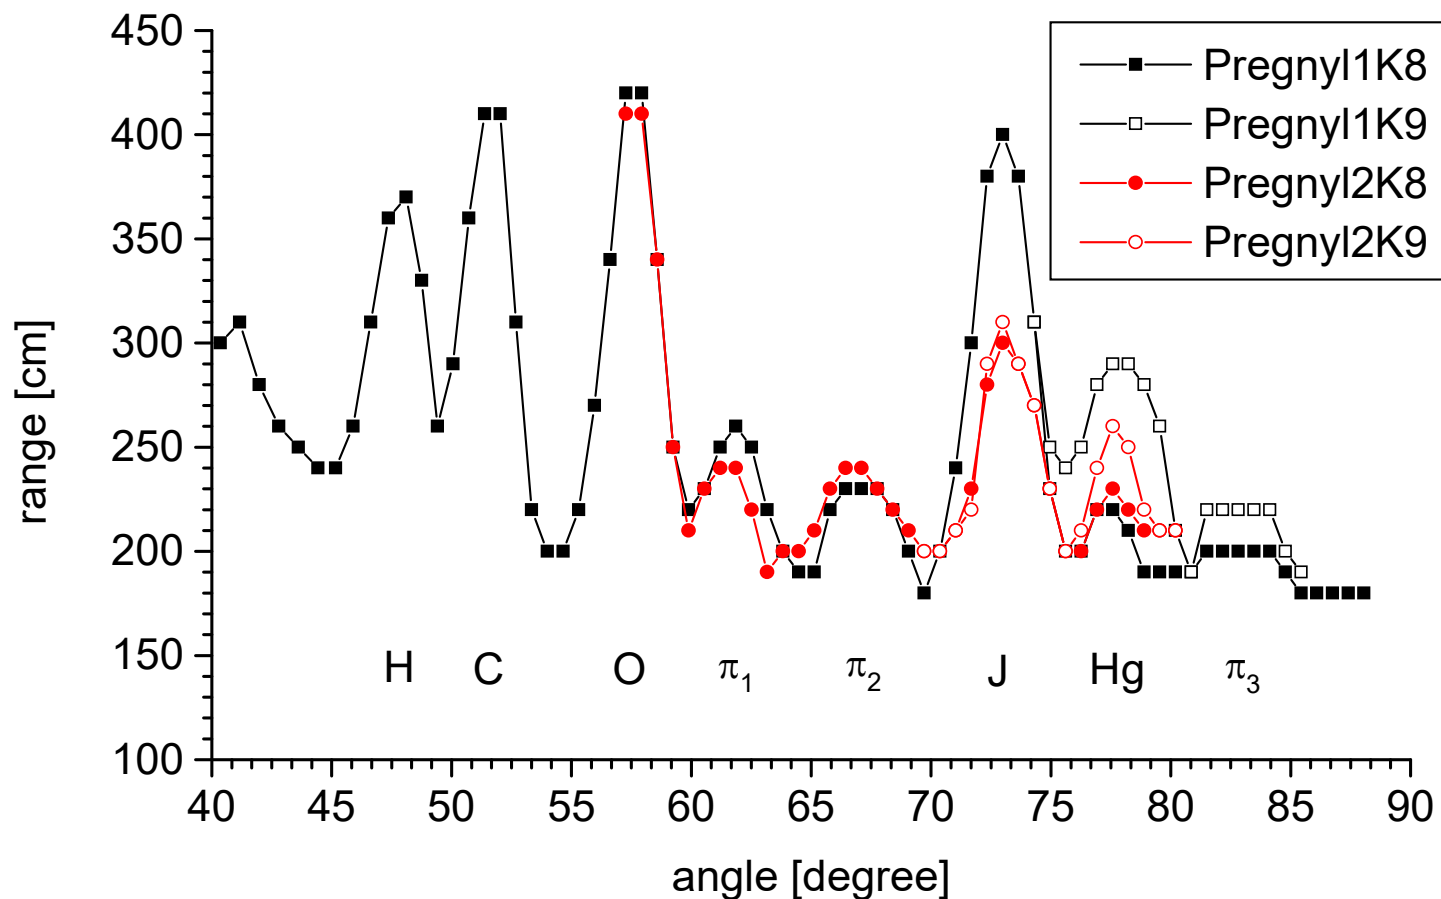 450
400
350
300
250
200
150
100
range [cm]
Pregnyl1K8
Pregnyl1K9
Pregnyl2K8
Pregnyl2K9
H C O π1 π2 J Hg π3
40 45 50 55 60 65 70 75 80 85 90
angle [degree]